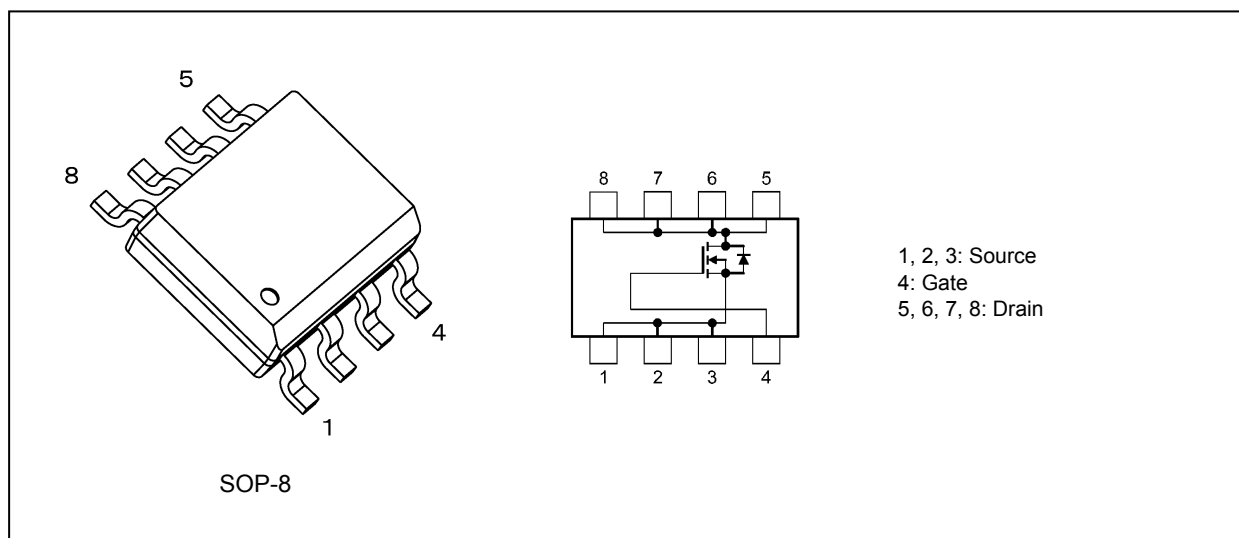 5
8
4
1
SOP-8
8 7 6 5
1 2 3 4
1, 2, 3: Source
4: Gate
5, 6, 7, 8: Drain